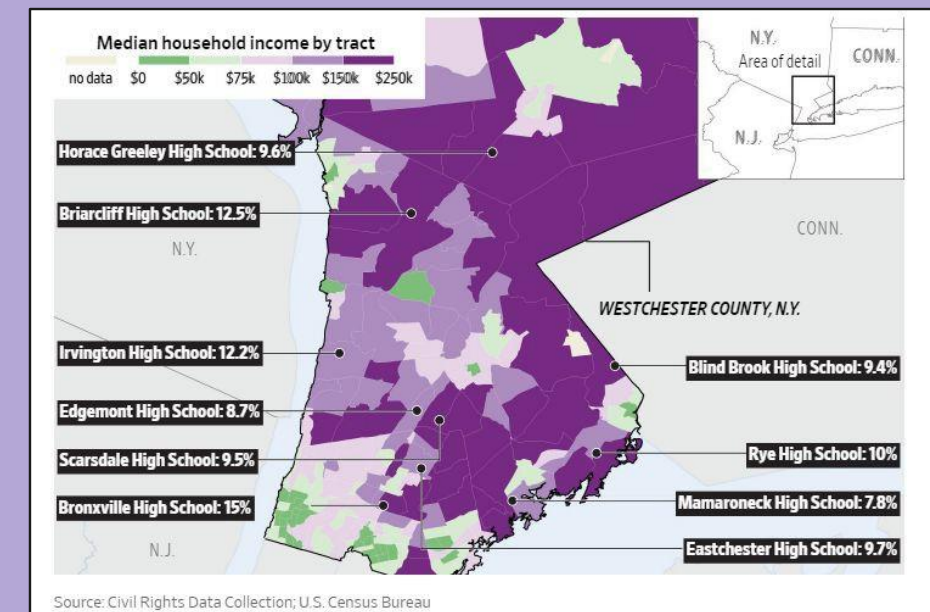 Median household income by tract
no data $0 $50k $75k $100k $150k $250k
N.Y.
Area of detail
CONN.
N.J.
Horace Greeley High School: 9.6%
Briarcliff High School: 12.5%
N.Y.
CONN.
WESTCHESTER COUNTY, N.Y.
Irvington High School: 12.2%
Blind Brook High School: 9.4%
Edgemont High School: 8.7%
Scarsdale High School: 9.5%
Rye High School: 10%
Bronxville High School: 15%
Mamaroneck High School: 7.8%
N.J.
Eastchester High School: 9.7%
Source: Civil Rights Data Collection; U.S. Census Bureau